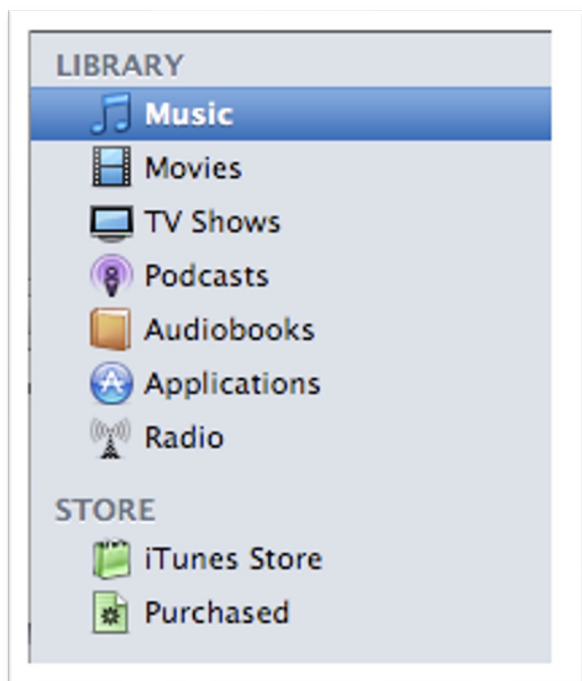 LIBRARY
Music
Movies
TV Shows
Podcasts
Audiobooks
Applications
Radio
STORE
iTunes Store
Purchased